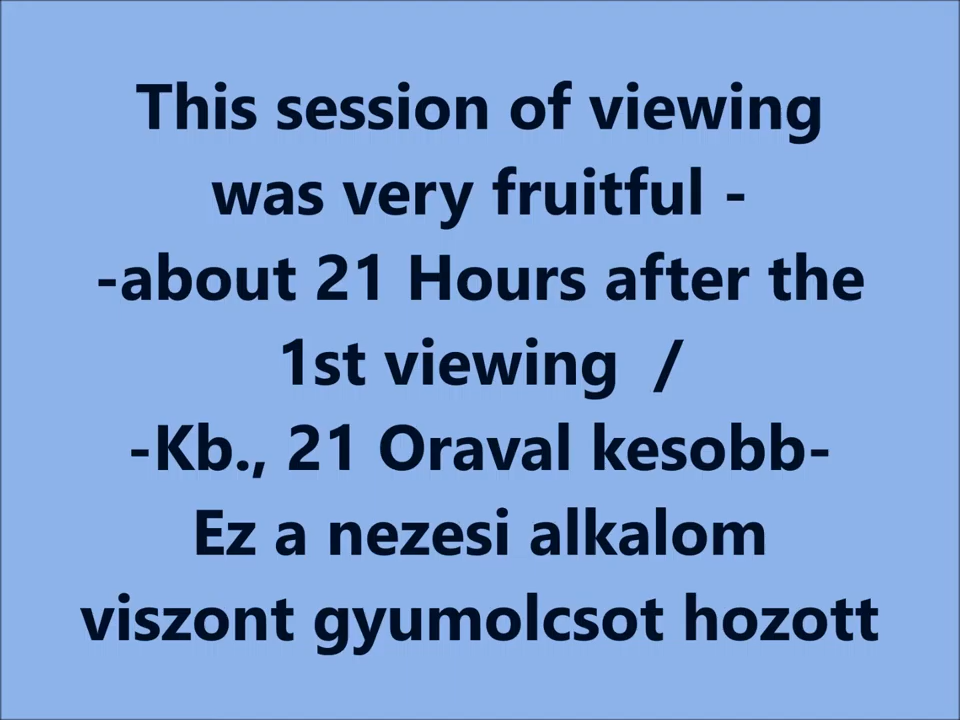 This session of viewing
was very fruitful -
-about 21 Hours after the
1st viewing  /
-Kb., 21 Oraval kesobb-
Ez a nezesi alkalom
viszont gyumolcsot hozott